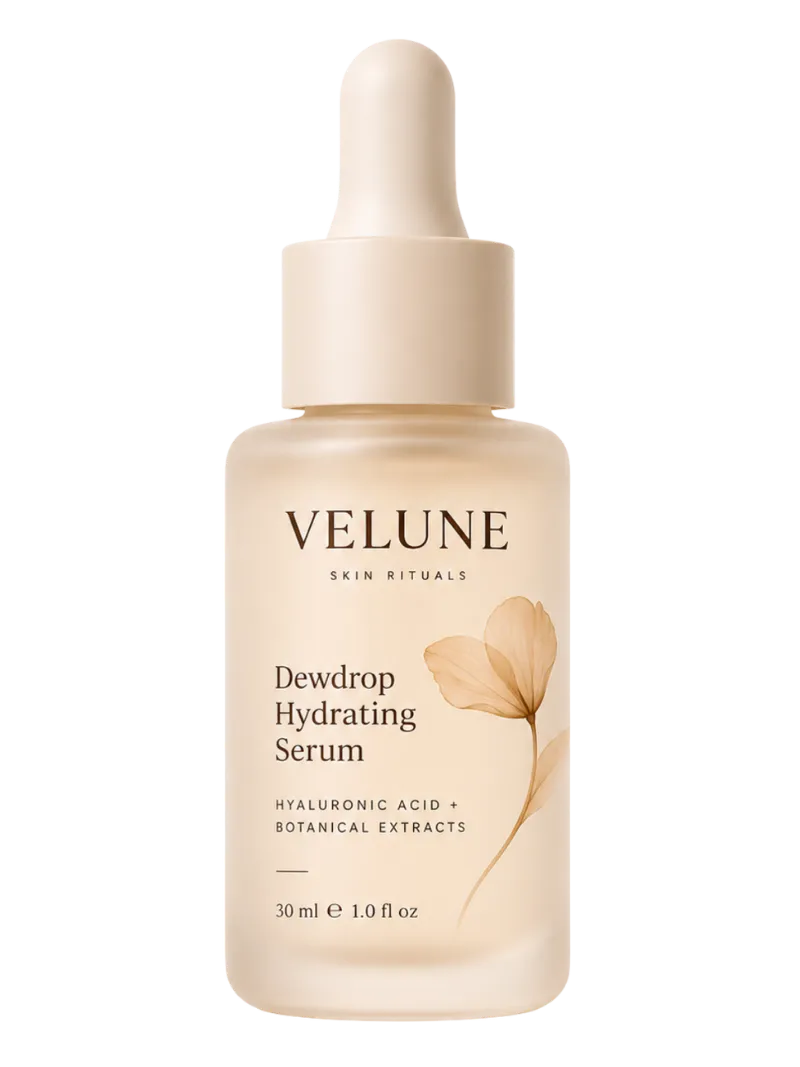 VELUNE
SKIN RITUALS
Dewdrop
Hydrating
Serum
HYALURONIC ACID +
BOTANICAL EXTRACTS
30 ml ℮ 1.0 fl oz